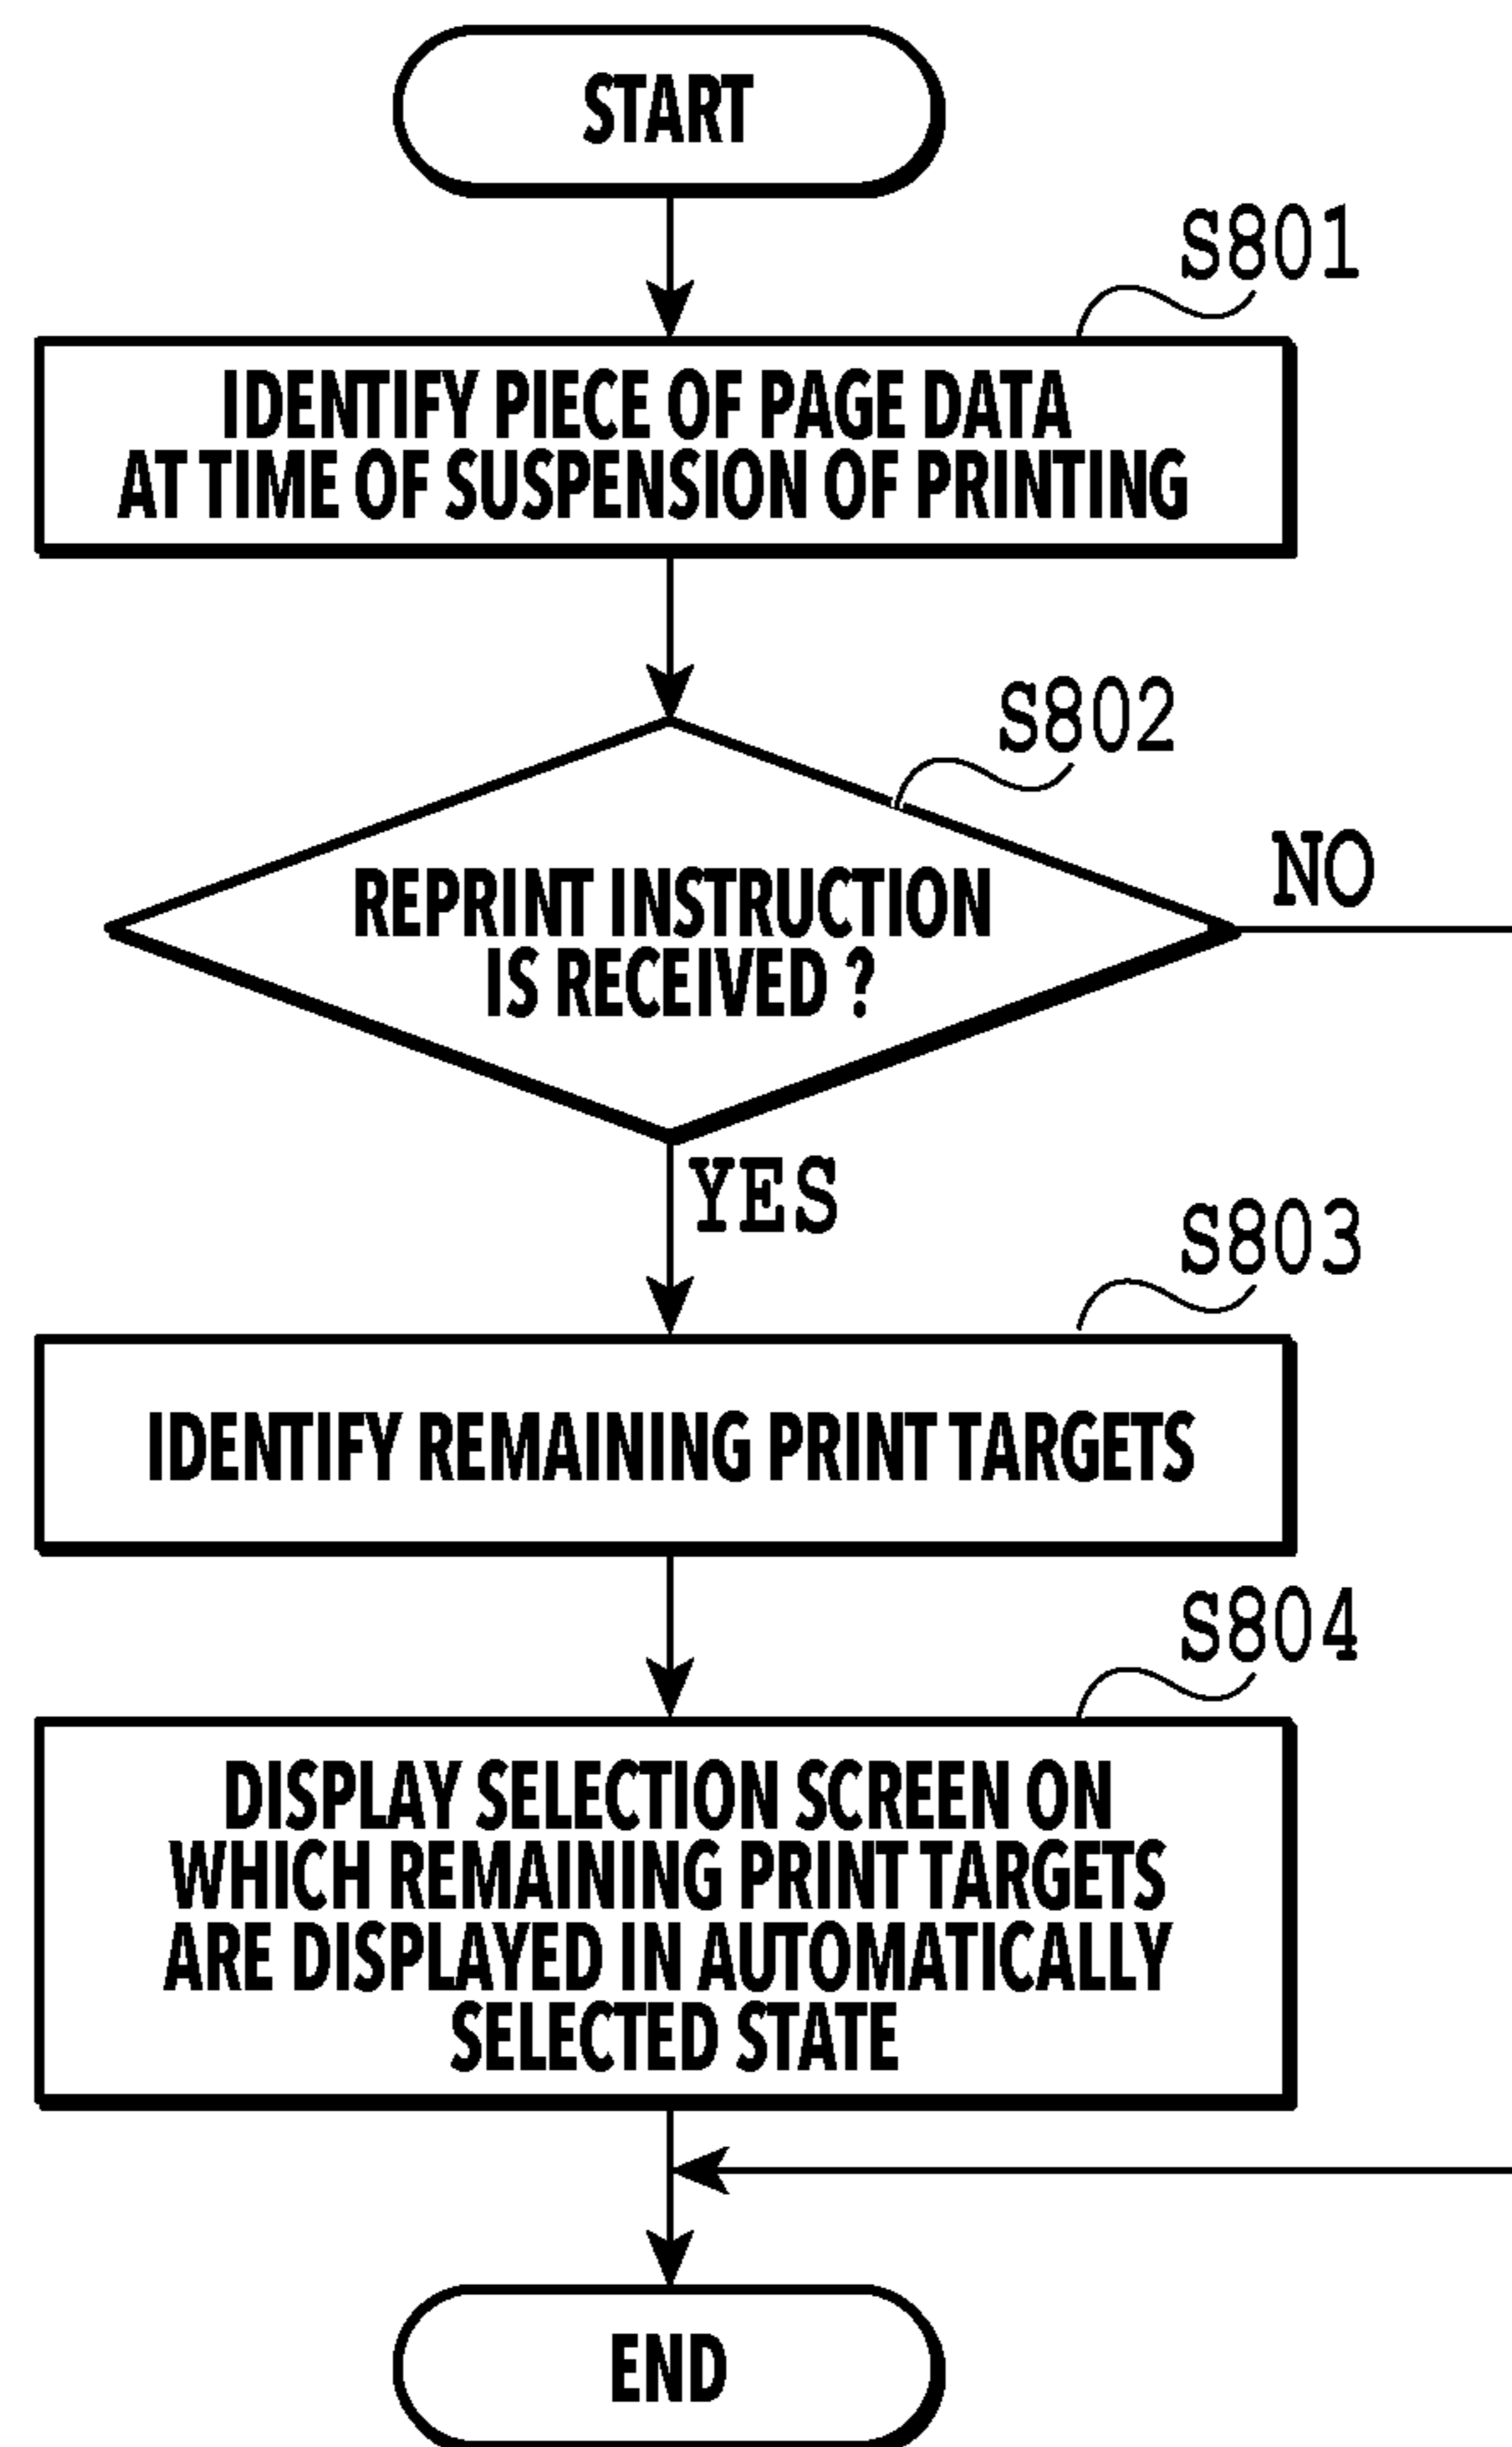 START
S801
IDENTIFY PIECE OF PAGE DATA
AT TIME OF SUSPENSION OF PRINTING
S802
REPRINT INSTRUCTION
IS RECEIVED ?
NO
YES
S803
IDENTIFY REMAINING PRINT TARGETS
S804
DISPLAY SELECTION SCREEN ON
WHICH REMAINING PRINT TARGETS
ARE DISPLAYED IN AUTOMATICALLY
SELECTED STATE
END